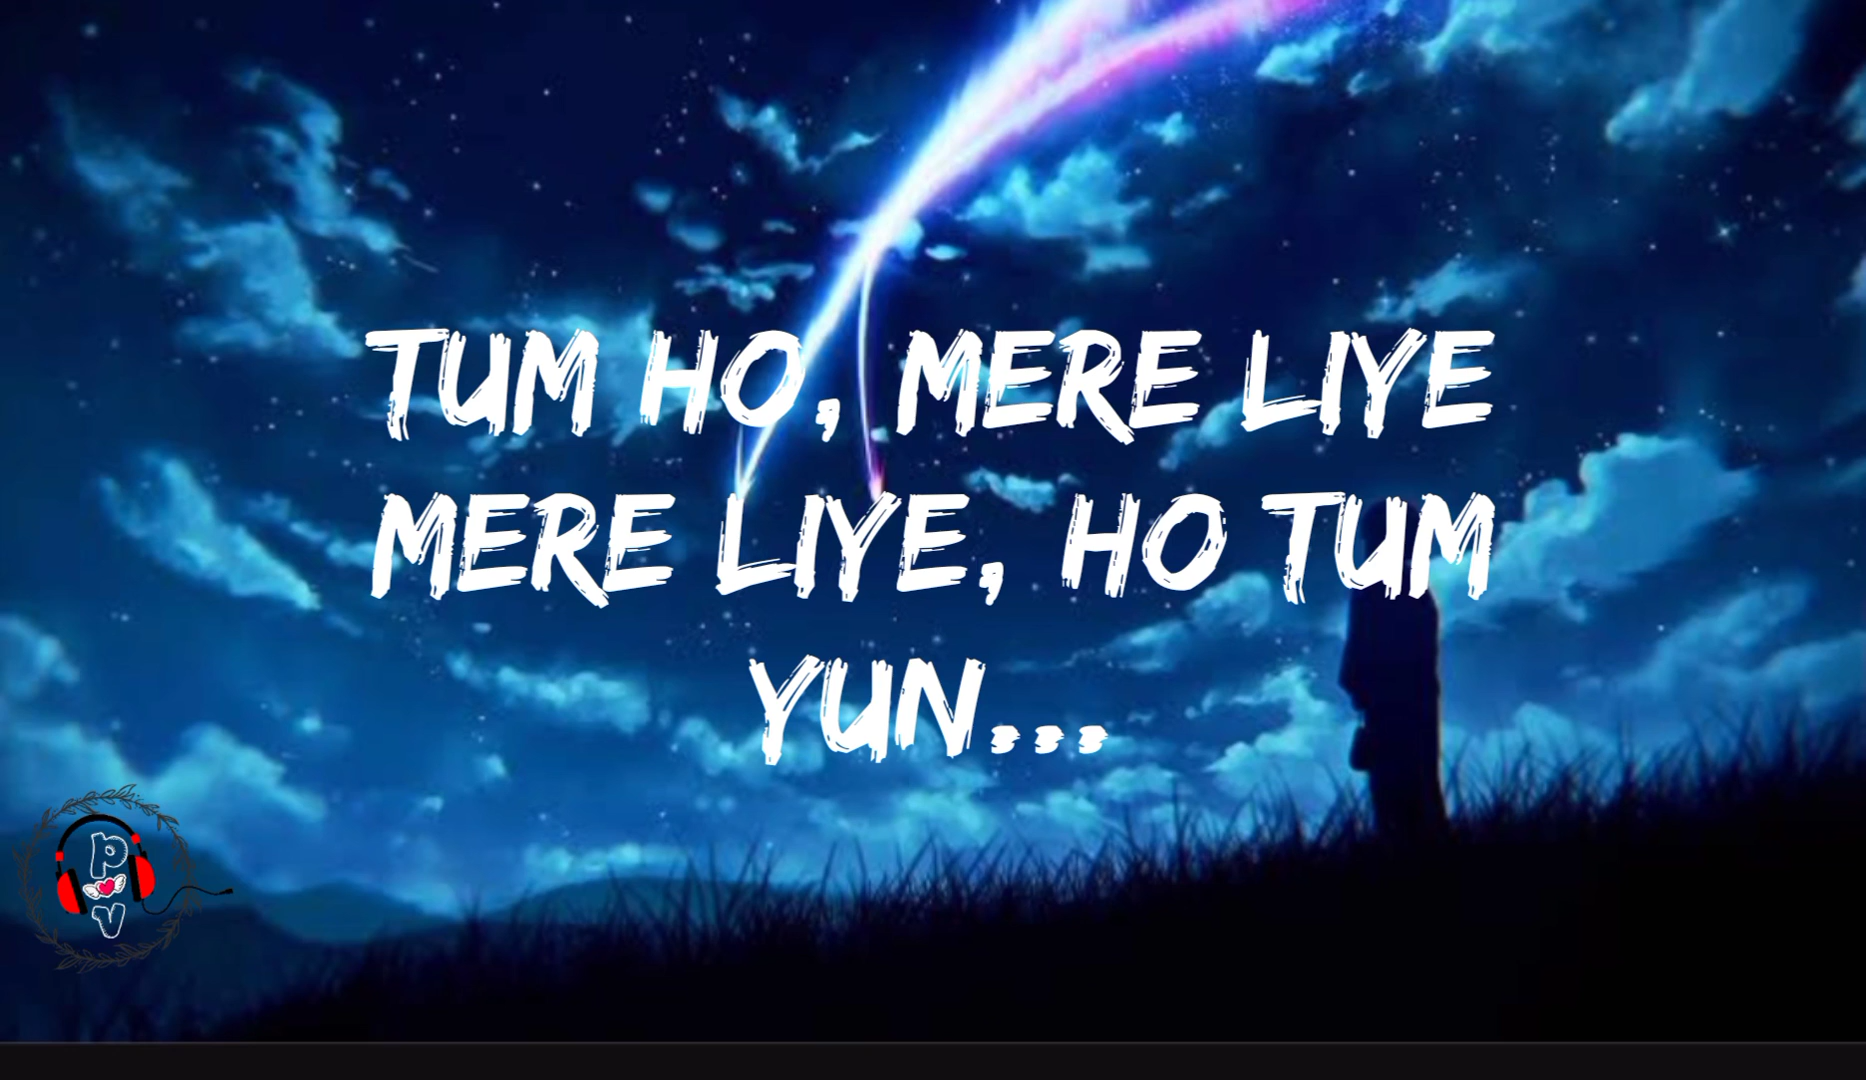 TUM HO, MERE LIYE
MERE LIYE, HO TUM
YUN...
P
V